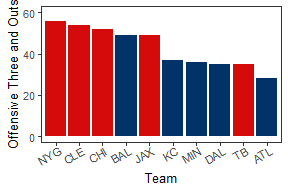 Offensive Three and Outs
60
40
20
0
NYG CLE CHI BAL JAX KC MIN DAL TB ATL
Team